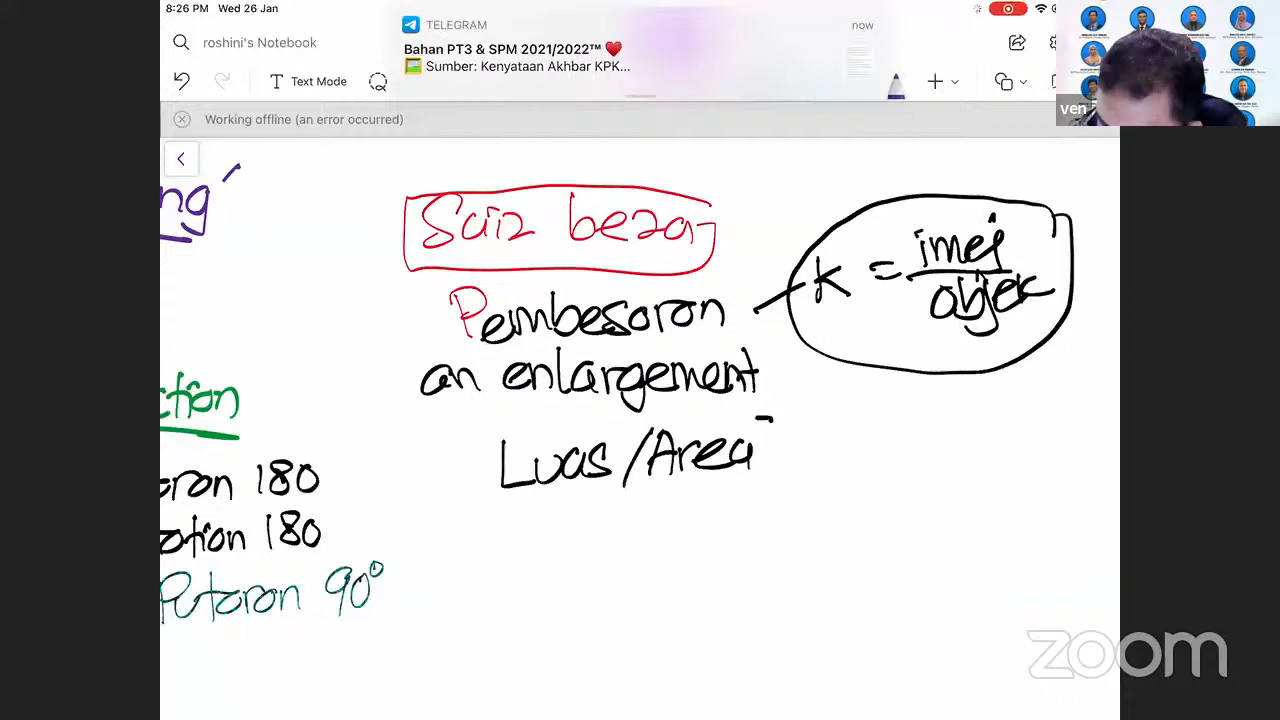 8:26 PM Wed 26 Jan
TELEGRAM
now
Bahan PT3 & SPM 2021/2022™ ❤️
🖼️ Sumber: Kenyataan Akhbar KPK...
roshini's Notebook
Text Mode
Working offline (an error occurred)
ven
ng
Saiz beza
k = imej
objek
Pembesaran
an enlargement
Luas/Area
ction
aran 180
otion 180
Putaran 90°
zoom